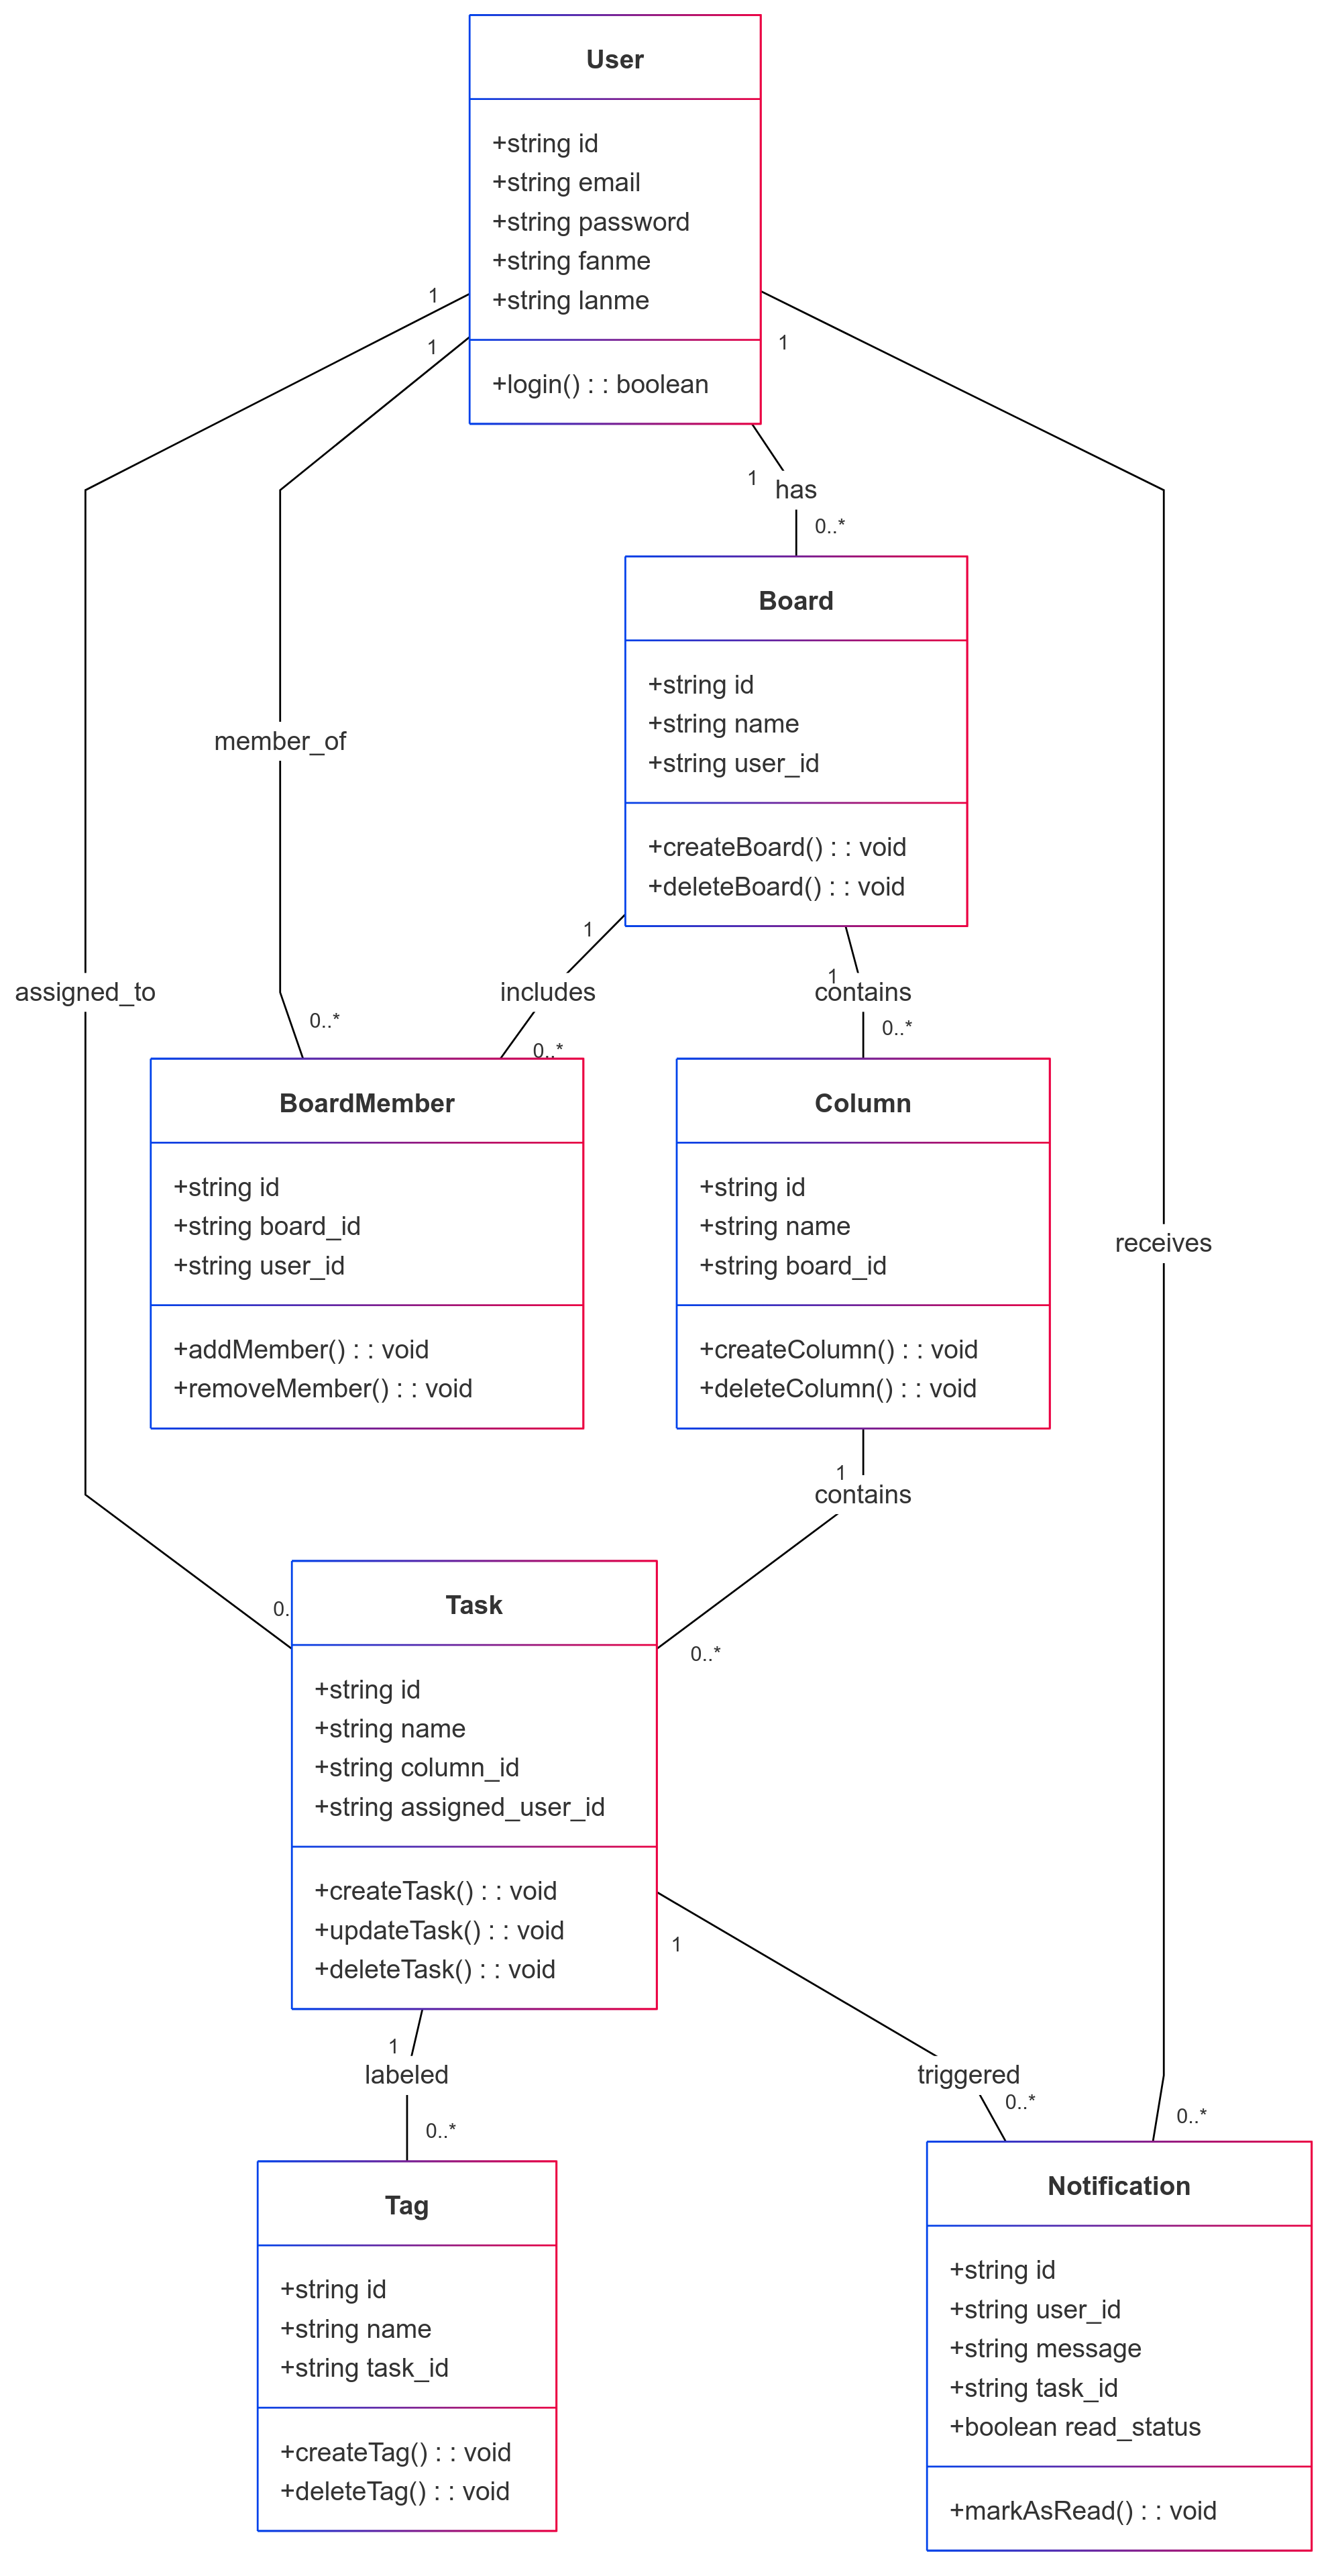 User
+string id
+string email
+string password
+string fanme
+string lanme
+login() : : boolean
1
1
1
1
has
0..*
Board
+string id
+string name
+string user_id
+createBoard() : : void
+deleteBoard() : : void
member_of
1
1
assigned_to
includes
contains
0..*
0..*
0..*
BoardMember
+string id
+string board_id
+string user_id
+addMember() : : void
+removeMember() : : void
Column
+string id
+string name
+string board_id
+createColumn() : : void
+deleteColumn() : : void
receives
1
contains
0.
0..*
Task
+string id
+string name
+string column_id
+string assigned_user_id
+createTask() : : void
+updateTask() : : void
+deleteTask() : : void
1
1
labeled
triggered
0..*
0..*
0..*
Tag
+string id
+string name
+string task_id
+createTag() : : void
+deleteTag() : : void
Notification
+string id
+string user_id
+string message
+string task_id
+boolean read_status
+markAsRead() : : void